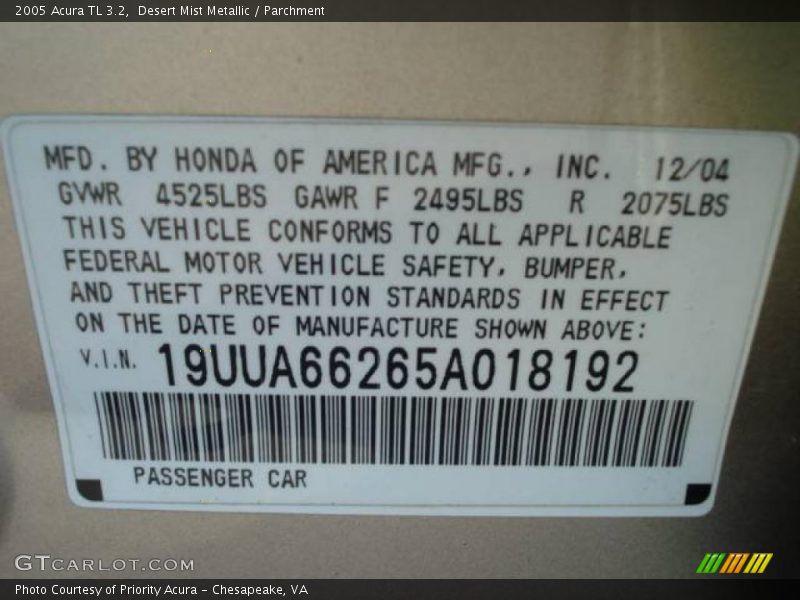 2005 Acura TL 3.2, Desert Mist Metallic / Parchment
MFD. BY HONDA OF AMERICA MFG., INC. 12/04
GVWR 4525LBS GAWR F 2495LBS R 2075LBS
THIS VEHICLE CONFORMS TO ALL APPLICABLE
FEDERAL MOTOR VEHICLE SAFETY, BUMPER,
AND THEFT PREVENTION STANDARDS IN EFFECT
ON THE DATE OF MANUFACTURE SHOWN ABOVE:
V.I.N. 19UUA66265A018192
PASSENGER CAR
GTCARLOT.COM
Photo Courtesy of Priority Acura - Chesapeake, VA